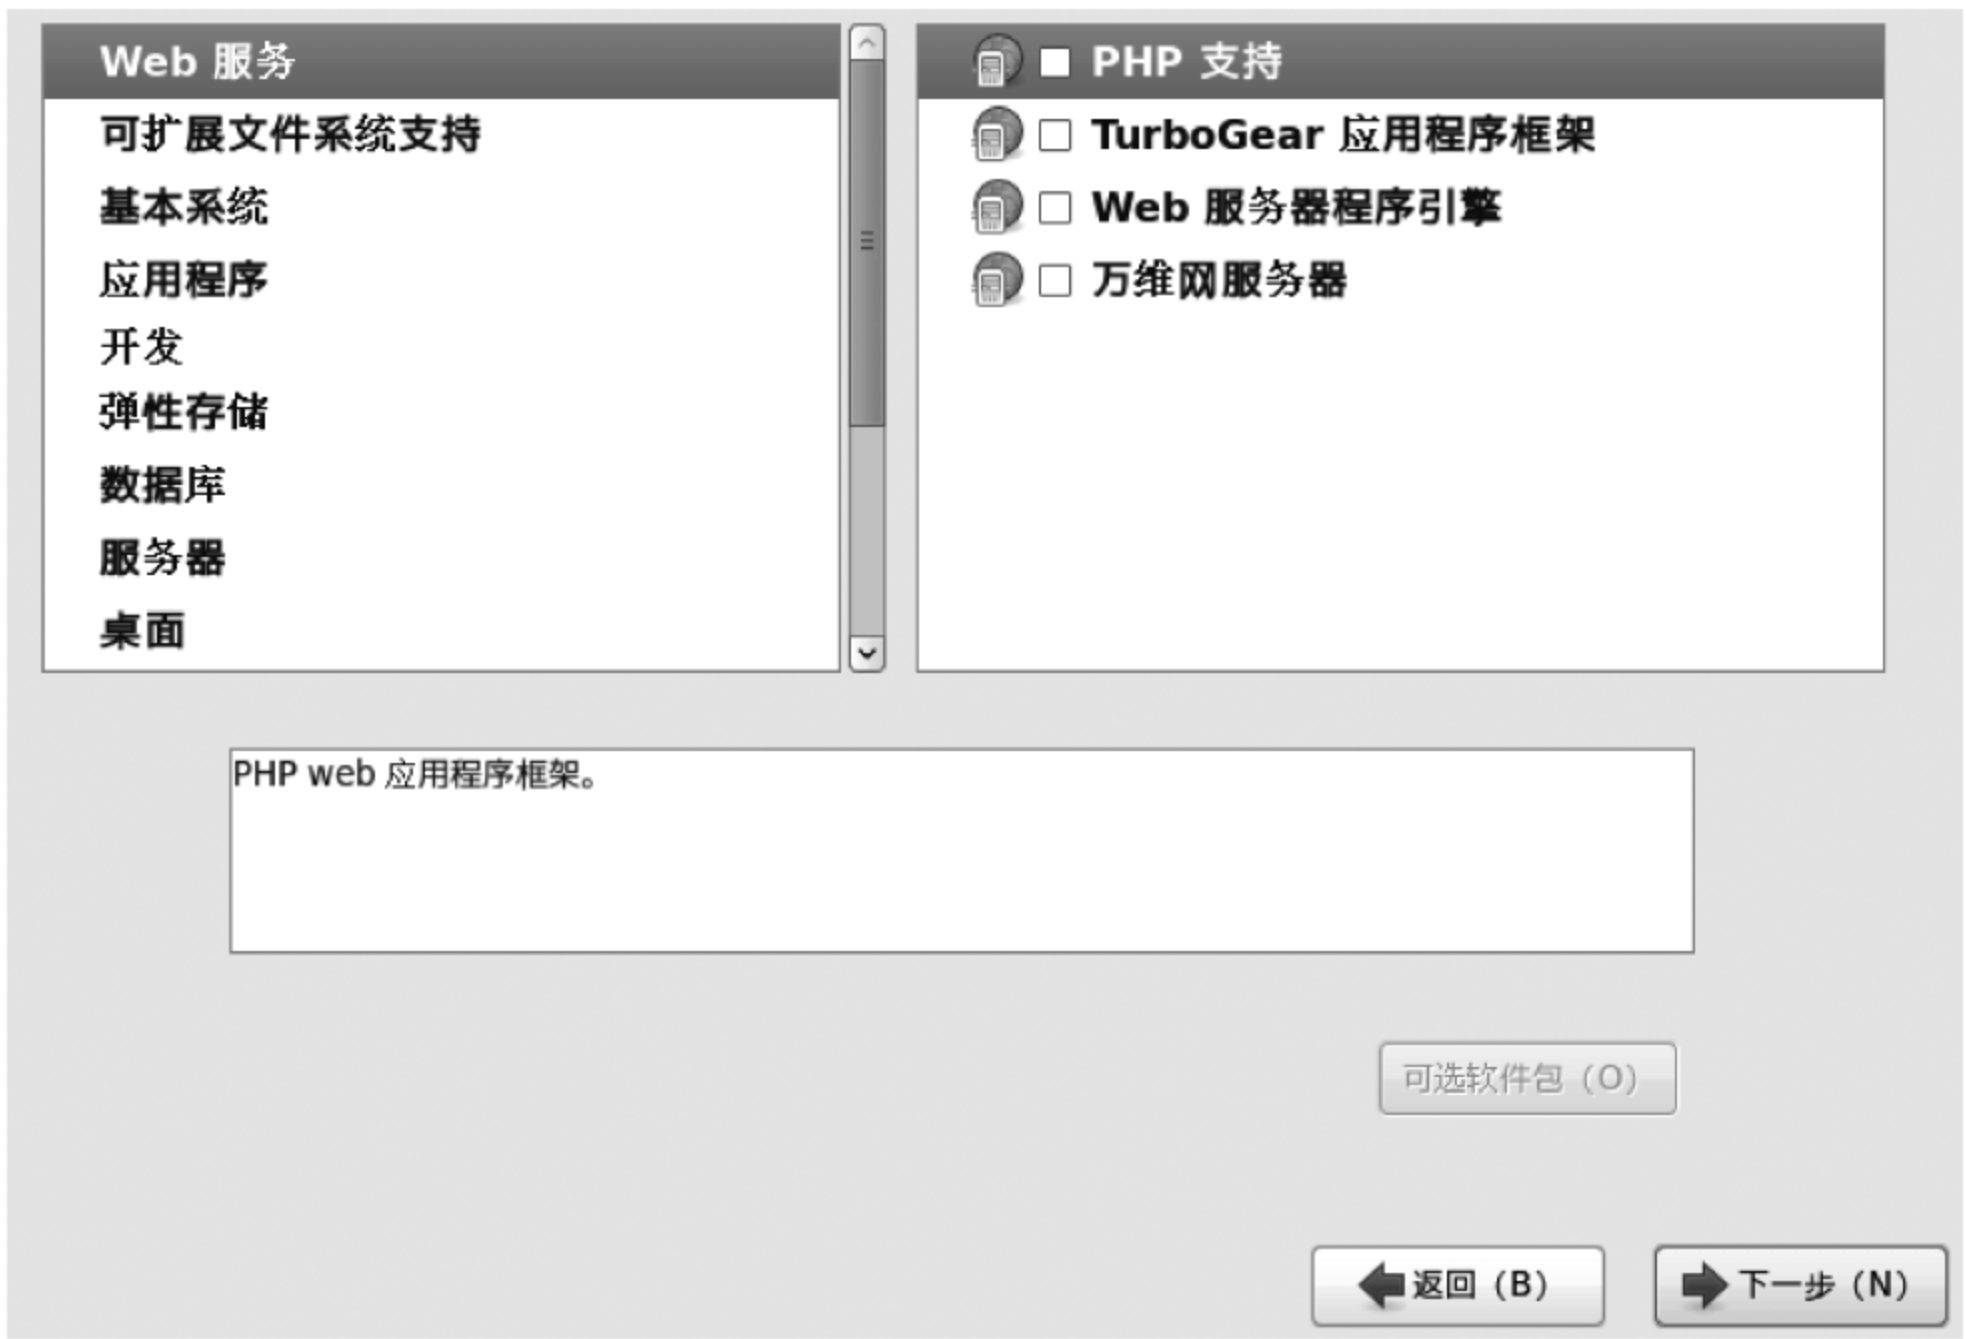 Web 服务
可扩展文件系统支持
基本系统
应用程序
开发
弹性存储
数据库
服务器
桌面
PHP 支持
TurboGear 应用程序框架
Web 服务器程序引擎
万维网服务器
PHP web 应用程序框架。
可选软件包（O）
返回（B）
下一步（N）